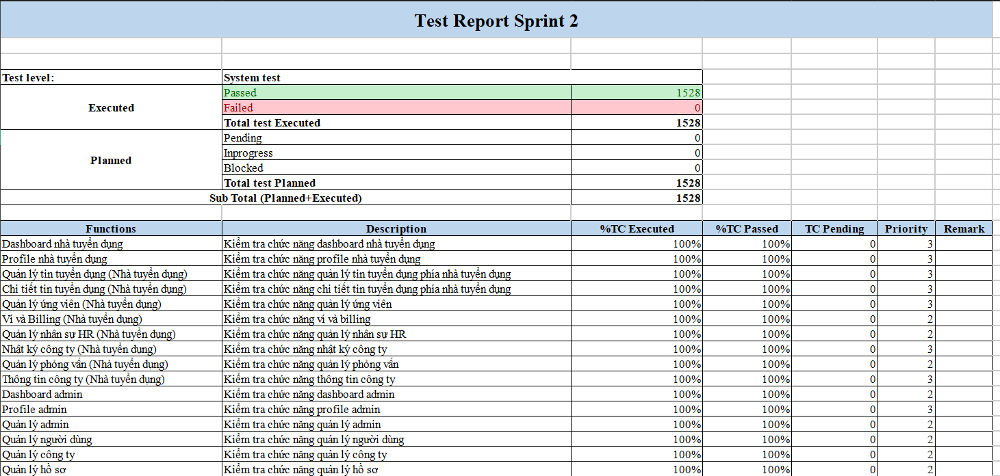 Test Report Sprint 2
Test level: System test
Executed
Passed 1528
Failed 0
Total test Executed 1528
Planned
Pending 0
Inprogress 0
Blocked 0
Total test Planned 1528
Sub Total (Planned+Executed) 1528
Functions Description %TC Executed %TC Passed TC Pending Priority Remark
Dashboard nhà tuyển dụng Kiểm tra chức năng dashboard nhà tuyển dụng 100% 100% 0 3
Profile nhà tuyển dụng Kiểm tra chức năng profile nhà tuyển dụng 100% 100% 0 3
Quản lý tin tuyển dụng (Nhà tuyển dụng) Kiểm tra chức năng quản lý tin tuyển dụng phía nhà tuyển dụng 100% 100% 0 3
Chi tiết tin tuyển dụng (Nhà tuyển dụng) Kiểm tra chức năng chi tiết tin tuyển dụng phía nhà tuyển dụng 100% 100% 0 3
Quản lý ứng viên (Nhà tuyển dụng) Kiểm tra chức năng quản lý ứng viên 100% 100% 0 3
Ví và Billing (Nhà tuyển dụng) Kiểm tra chức năng ví và billing 100% 100% 0 2
Quản lý nhân sự HR (Nhà tuyển dụng) Kiểm tra chức năng quản lý nhân sự HR 100% 100% 0 2
Nhật ký công ty (Nhà tuyển dụng) Kiểm tra chức năng nhật ký công ty 100% 100% 0 3
Quản lý phỏng vấn (Nhà tuyển dụng) Kiểm tra chức năng quản lý phỏng vấn 100% 100% 0 2
Thông tin công ty (Nhà tuyển dụng) Kiểm tra chức năng thông tin công ty 100% 100% 0 3
Dashboard admin Kiểm tra chức năng dashboard admin 100% 100% 0 2
Profile admin Kiểm tra chức năng profile admin 100% 100% 0 3
Quản lý admin Kiểm tra chức năng quản lý admin 100% 100% 0 2
Quản lý người dùng Kiểm tra chức năng quản lý người dùng 100% 100% 0 2
Quản lý công ty Kiểm tra chức năng quản lý công ty 100% 100% 0 2
Quản lý hồ sơ Kiểm tra chức năng quản lý hồ sơ 100% 100% 0 2